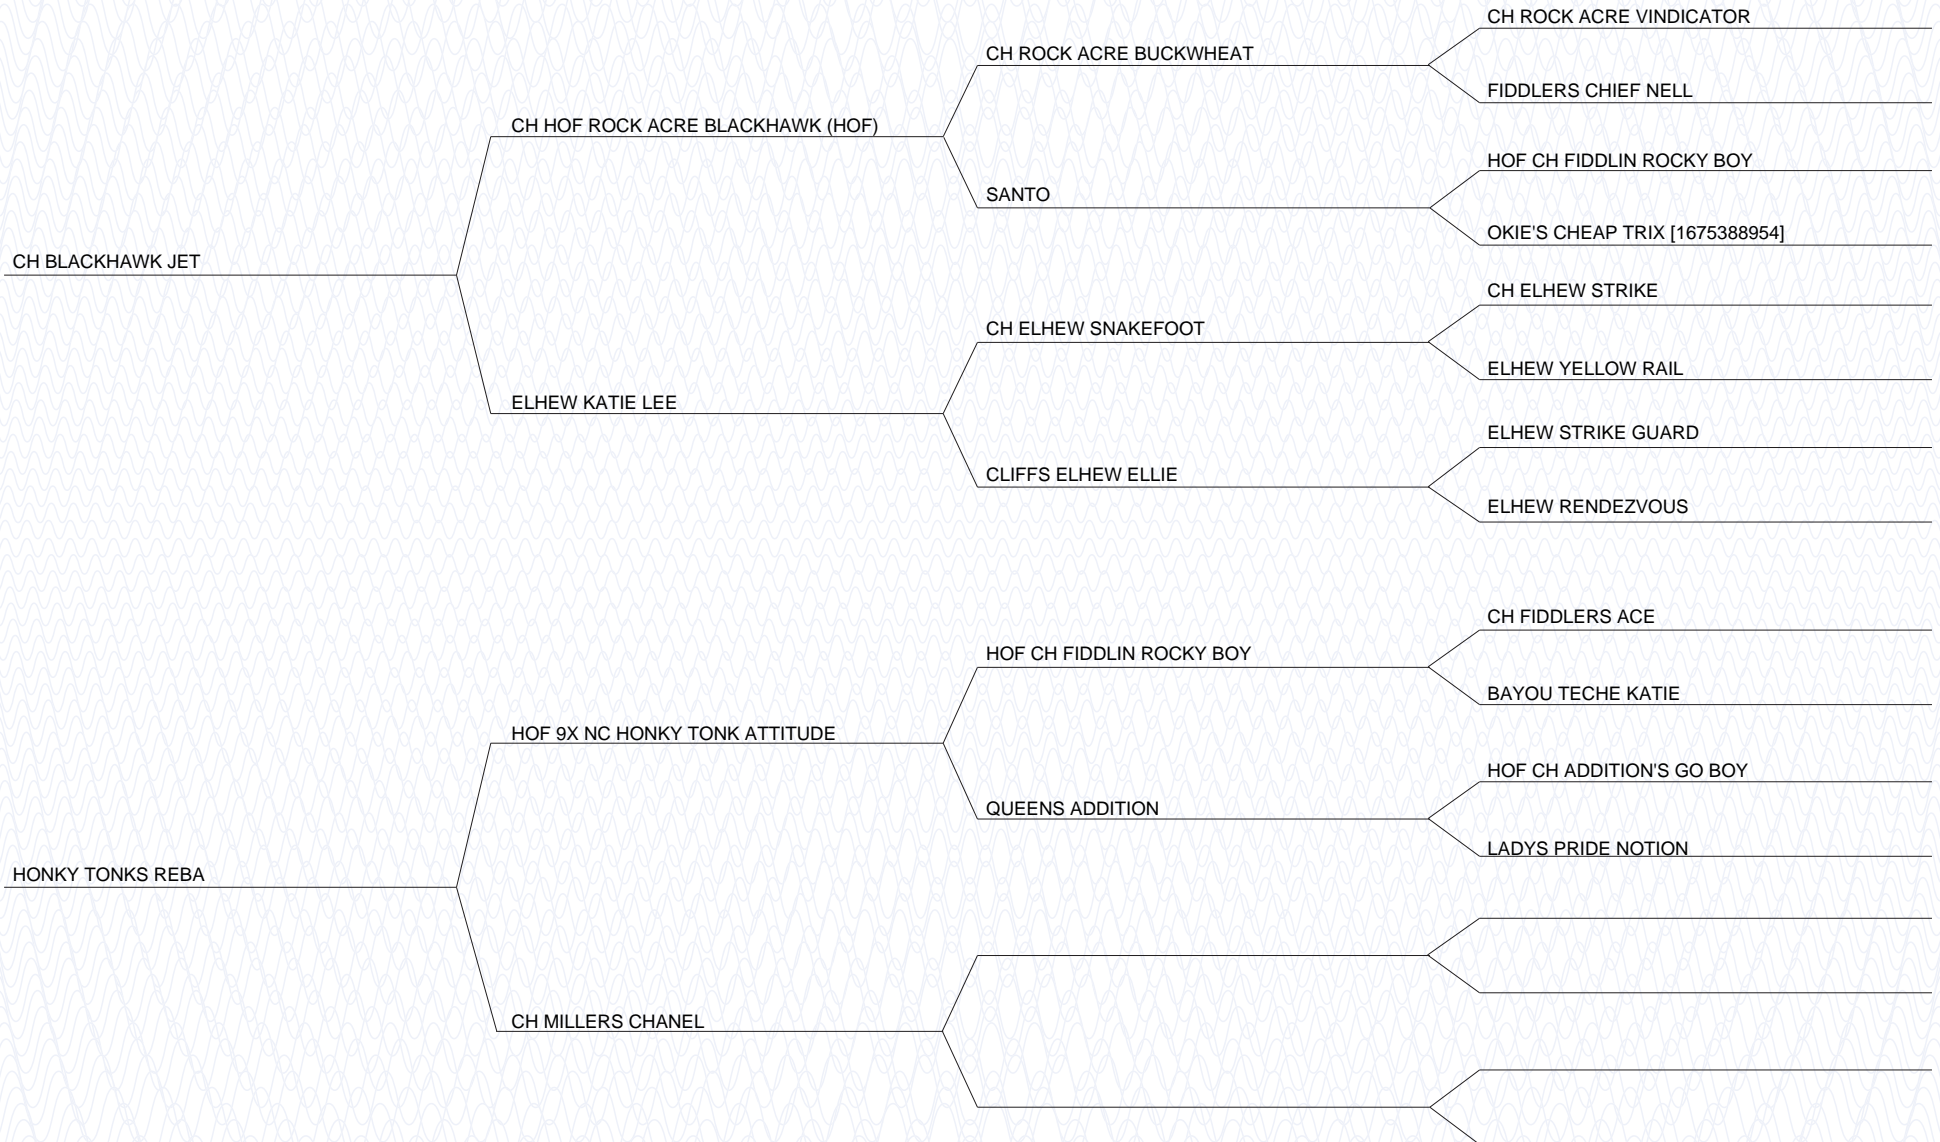 CH ROCK ACRE VINDICATOR
CH ROCK ACRE BUCKWHEAT
FIDDLERS CHIEF NELL
CH HOF ROCK ACRE BLACKHAWK (HOF)
HOF CH FIDDLIN ROCKY BOY
SANTO
OKIE'S CHEAP TRIX [1675388954]
CH BLACKHAWK JET
CH ELHEW STRIKE
CH ELHEW SNAKEFOOT
ELHEW YELLOW RAIL
ELHEW KATIE LEE
ELHEW STRIKE GUARD
CLIFFS ELHEW ELLIE
ELHEW RENDEZVOUS
CH FIDDLERS ACE
HOF CH FIDDLIN ROCKY BOY
BAYOU TECHE KATIE
HOF 9X NC HONKY TONK ATTITUDE
HOF CH ADDITION'S GO BOY
QUEENS ADDITION
LADYS PRIDE NOTION
HONKY TONKS REBA
CH MILLERS CHANEL